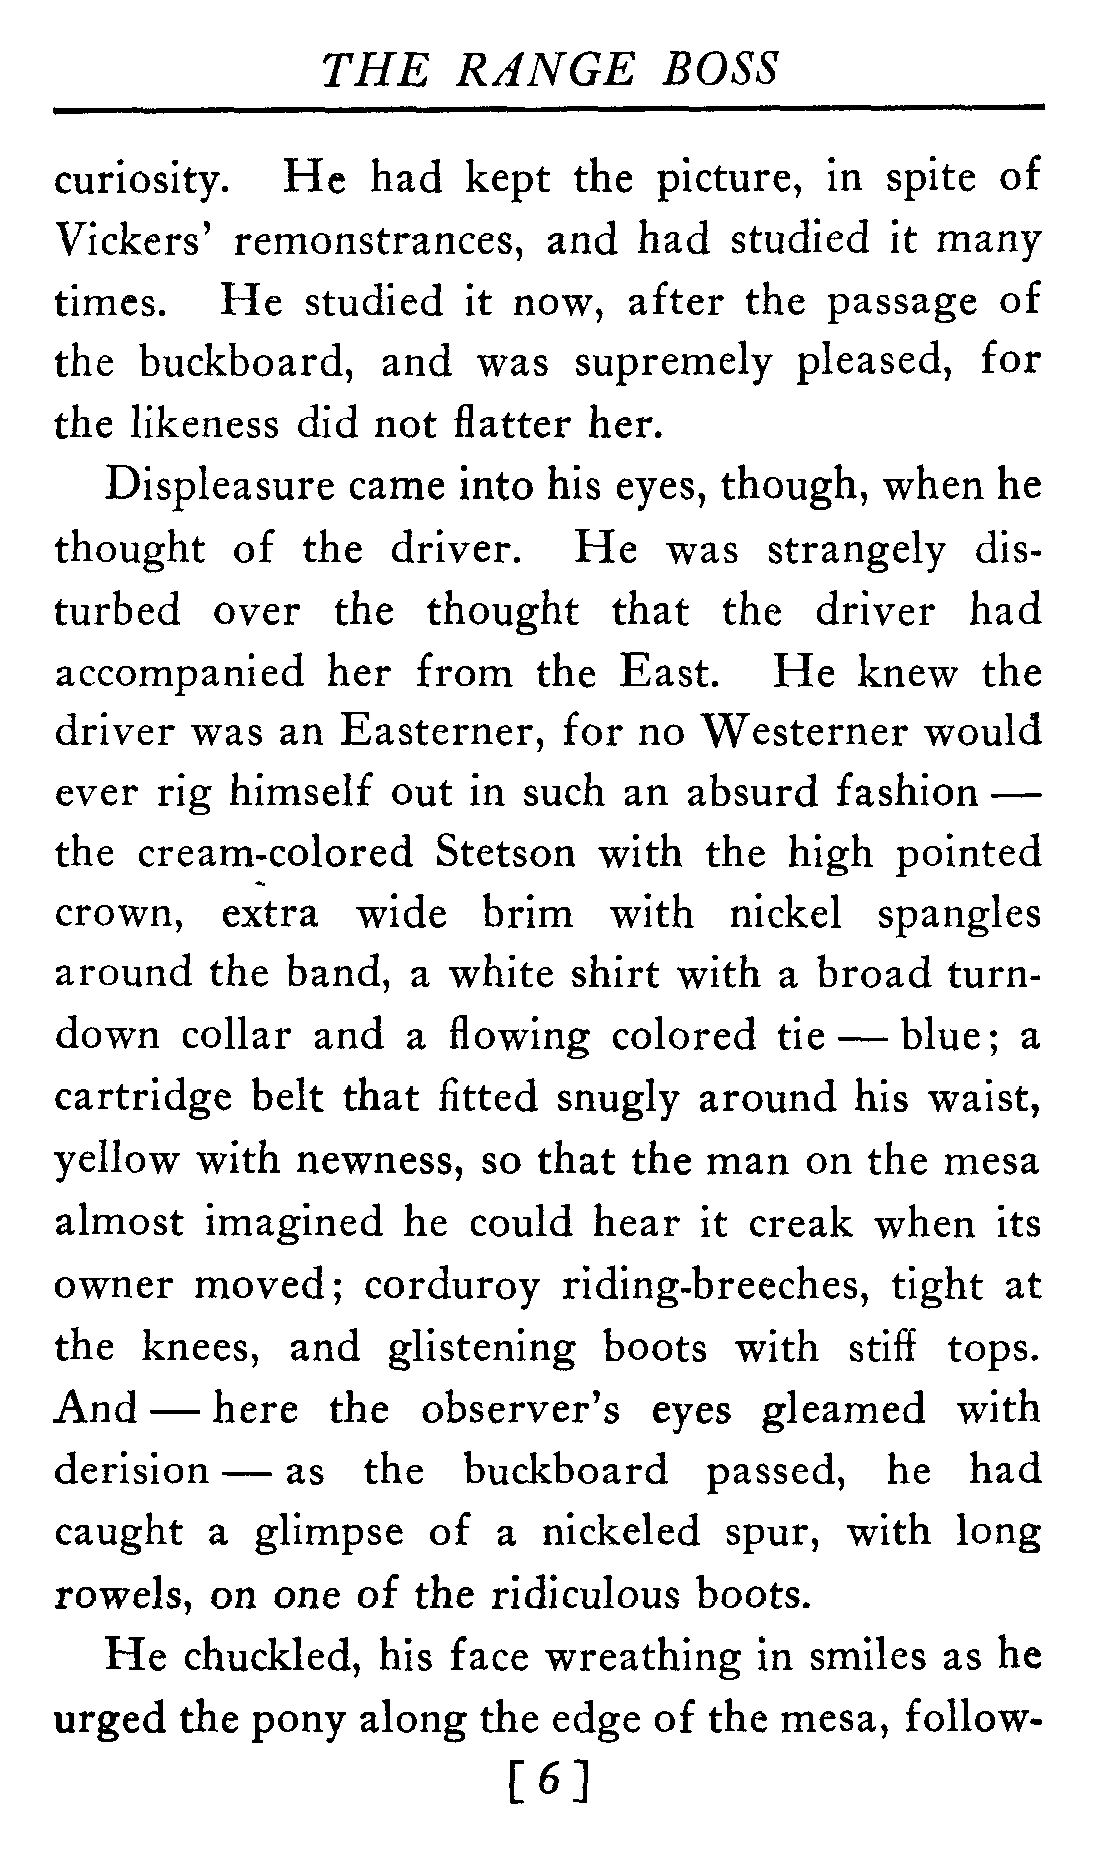 THE RANGE BOSS
curiosity. He had kept the picture, in spite of
Vickers' remonstrances, and had studied it many
times. He studied it now, after the passage of
the buckboard, and was supremely pleased, for
the likeness did not flatter her.
Displeasure came into his eyes, though, when he
thought of the driver. He was strangely dis-
turbed over the thought that the driver had
accompanied her from the East. He knew the
driver was an Easterner, for no Westerner would
ever rig himself out in such an absurd fashion —
the cream-colored Stetson with the high pointed
crown, extra wide brim with nickel spangles
around the band, a white shirt with a broad turn-
down collar and a flowing colored tie — blue; a
cartridge belt that fitted snugly around his waist,
yellow with newness, so that the man on the mesa
almost imagined he could hear it creak when its
owner moved; corduroy riding-breeches, tight at
the knees, and glistening boots with stiff tops.
And — here the observer's eyes gleamed with
derision — as the buckboard passed, he had
caught a glimpse of a nickeled spur, with long
rowels, on one of the ridiculous boots.
He chuckled, his face wreathing in smiles as he
urged the pony along the edge of the mesa, follow-
[6]